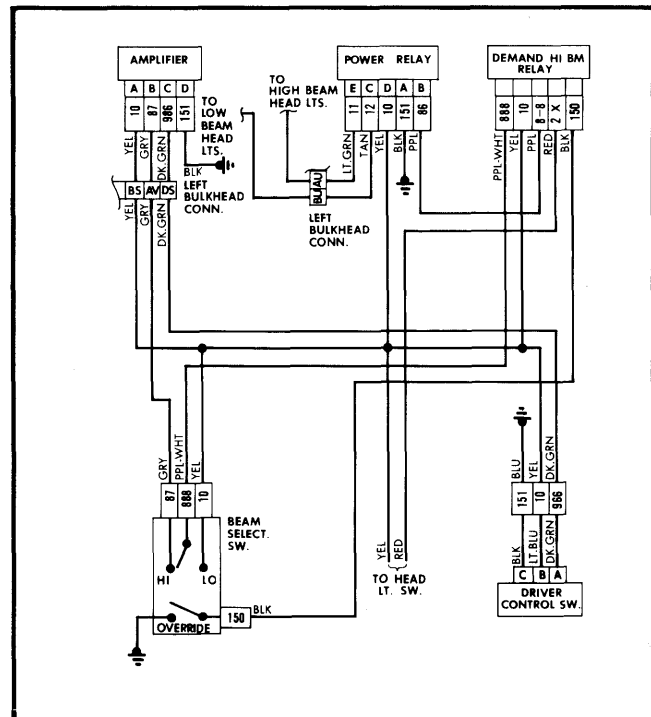 AMPLIFIER
A B C D
10 87 986 151
YEL GRY DK.GRN
BLK
BS AV DS
YEL GRY DK.GRN
LEFT
BULKHEAD
CONN.
TO
LOW
BEAM
HEAD
LTS.
TO
HIGH BEAM
HEAD LTS.
POWER RELAY
E C D A B
11 12 10 151 86
LT.GRN TAN YEL BLK PPL
BU AU
LEFT
BULKHEAD
CONN.
DEMAND HI BM
RELAY
888 10 8-8 2 X 150
PPL-WHT YEL PPL RED BLK
GRY PPL-WHT YEL
87 888 10
BEAM
SELECT.
SW.
HI LO
OVERRIDE
150 BLK
YEL RED
TO HEAD
LT. SW.
BLU YEL DK.GRN
151 10 966
BLK LT.BLU DK.GRN
C B A
DRIVER
CONTROL SW.